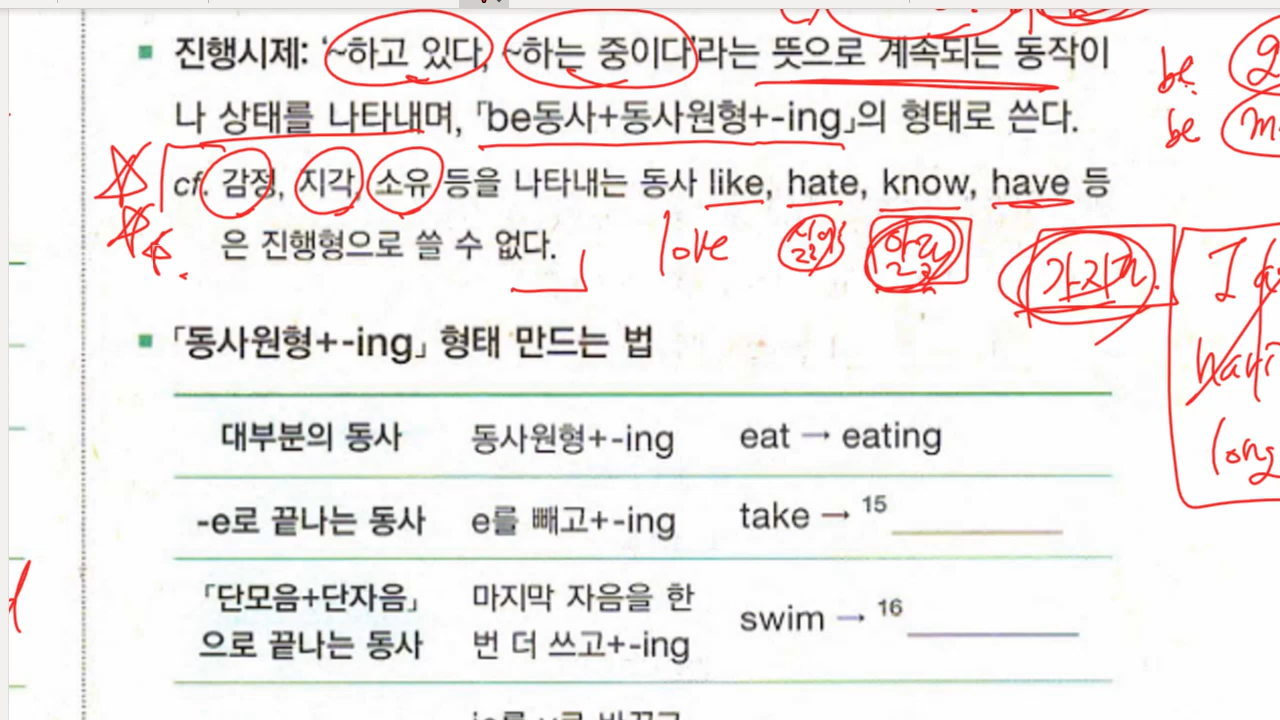 진행시제: '~하고 있다, ~하는 중이다'라는 뜻으로 계속되는 동작이
be
나 상태를 나타내며, 「be동사+동사원형+-ing」의 형태로 쓴다.
be
cf. 감정, 지각, 소유 등을 나타내는 동사 like, hate, know, have 등
은 진행형으로 쓸 수 없다.
love
가지고
I
「동사원형+-ing」 형태 만드는 법
대부분의 동사 동사원형+-ing eat → eating
long
-e로 끝나는 동사 e를 빼고+-ing take → 15
「단모음+단자음」 마지막 자음을 한
swim → 16
으로 끝나는 동사 번 더 쓰고+-ing
d